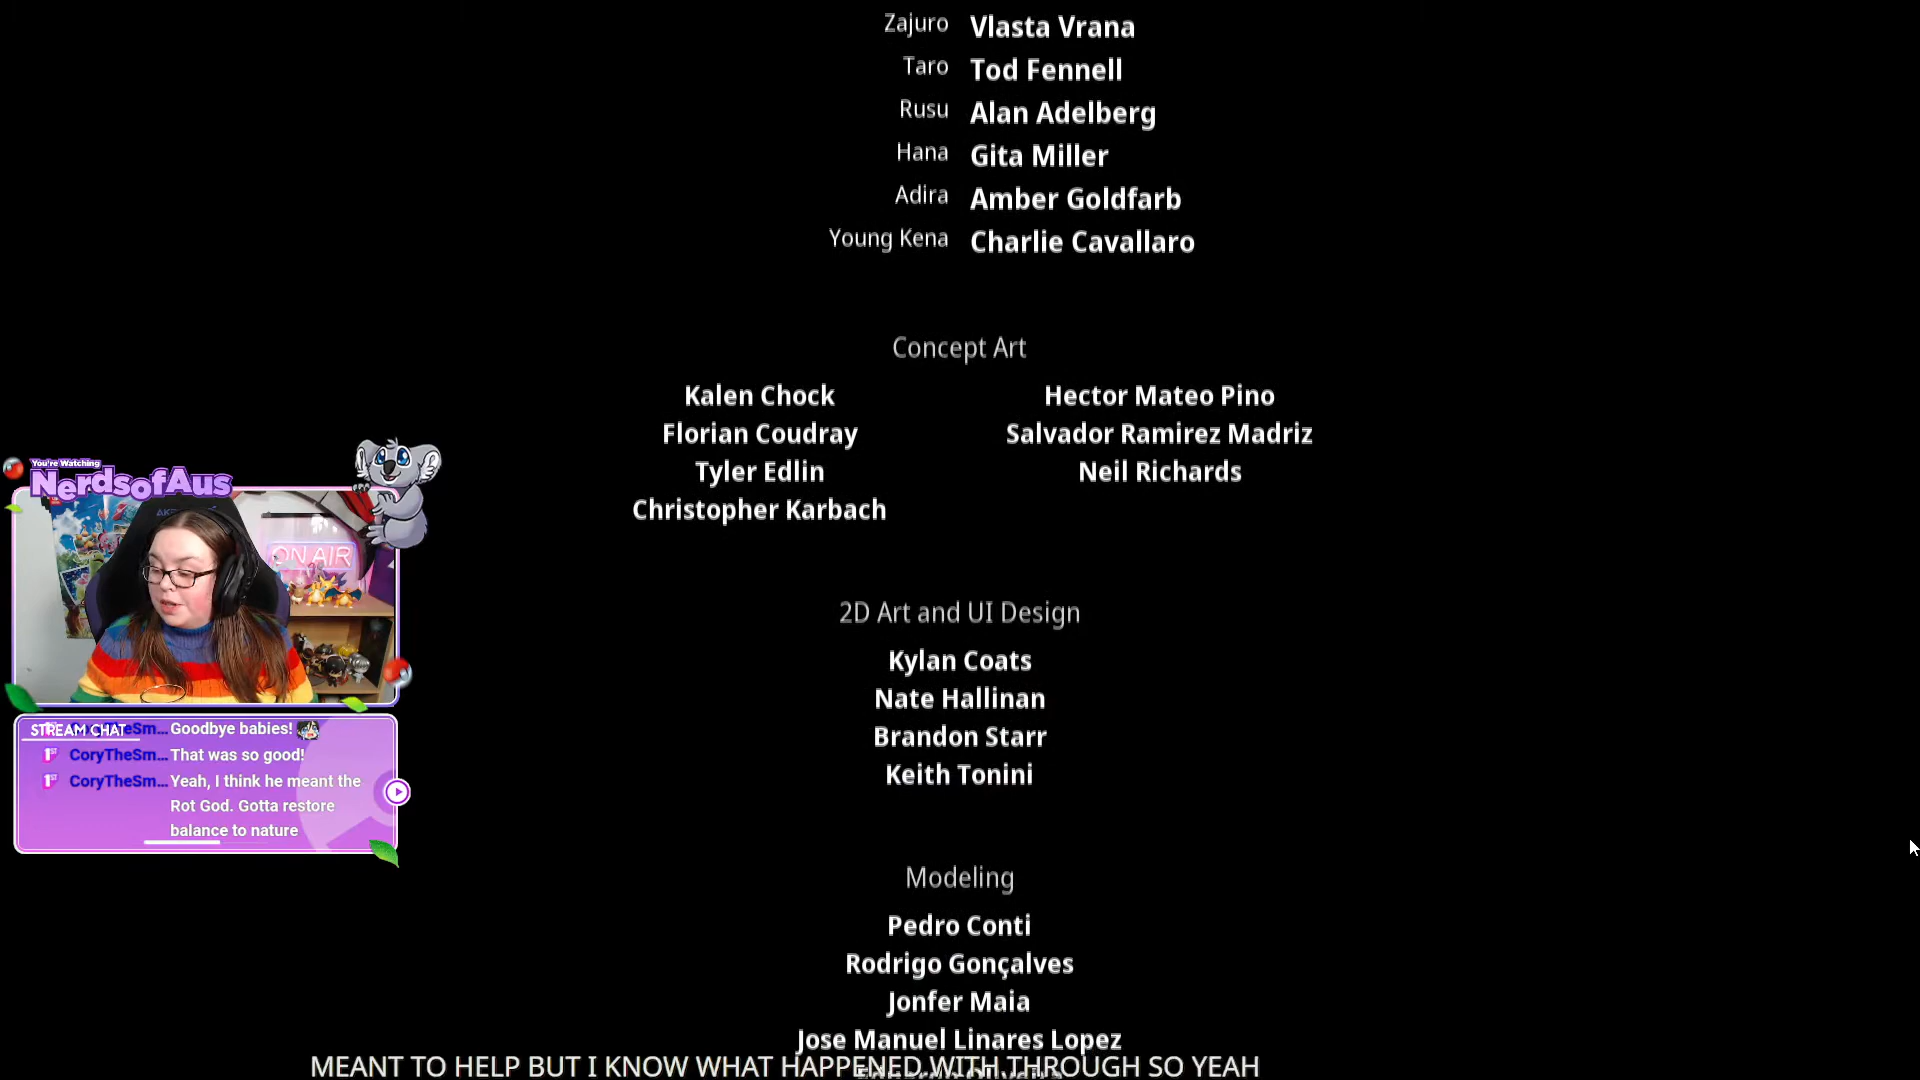 Zajuro Vlasta Vrana
Taro Tod Fennell
Rusu Alan Adelberg
Hana Gita Miller
Adira Amber Goldfarb
Young Kena Charlie Cavallaro
Concept Art
Kalen Chock Hector Mateo Pino
Florian Coudray Salvador Ramirez Madriz
Tyler Edlin Neil Richards
Christopher Karbach
2D Art and UI Design
Kylan Coats
Nate Hallinan
Brandon Starr
Keith Tonini
Modeling
Pedro Conti
Rodrigo Gonçalves
Jonfer Maia
Jose Manuel Linares Lopez
MEANT TO HELP BUT I KNOW WHAT HAPPENED WITH THROUGH SO YEAH
You're Watching
NerdsofAus
ON AIR
STREAM CHAT
Goodbye babies!
CoryTheSm... That was so good!
CoryTheSm... Yeah, I think he meant the
Rot God. Gotta restore
balance to nature